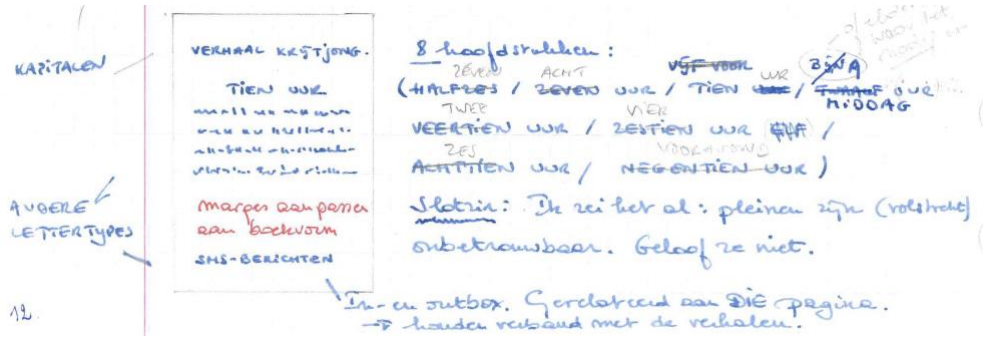 KAPITALEN
VERHAAL KRIJTJONG.
TIEN UUR
ANDERE LETTERTYPES
marges aanpassen
aan boekvorm
SMS-BERICHTEN
12.
8 hoofdstukken:
ZEVEN ACHT UUR BIJNA
(HALFZES / ZEVEN UUR / TIEN / UUR
TWEE VIER MIDDAG
VEERTIEN UUR / ZESTIEN UUR /
ZES VOORAVOND
ACHTTIEN UUR / NEGENTIEN UUR)
Slotzin: Ik zei het al: pleinen zijn (volstrekt)
onbetrouwbaar. Geloof ze niet.
In- en outbox. Gerelateerd aan DIE pagina.
→ houden verband met de verhalen.